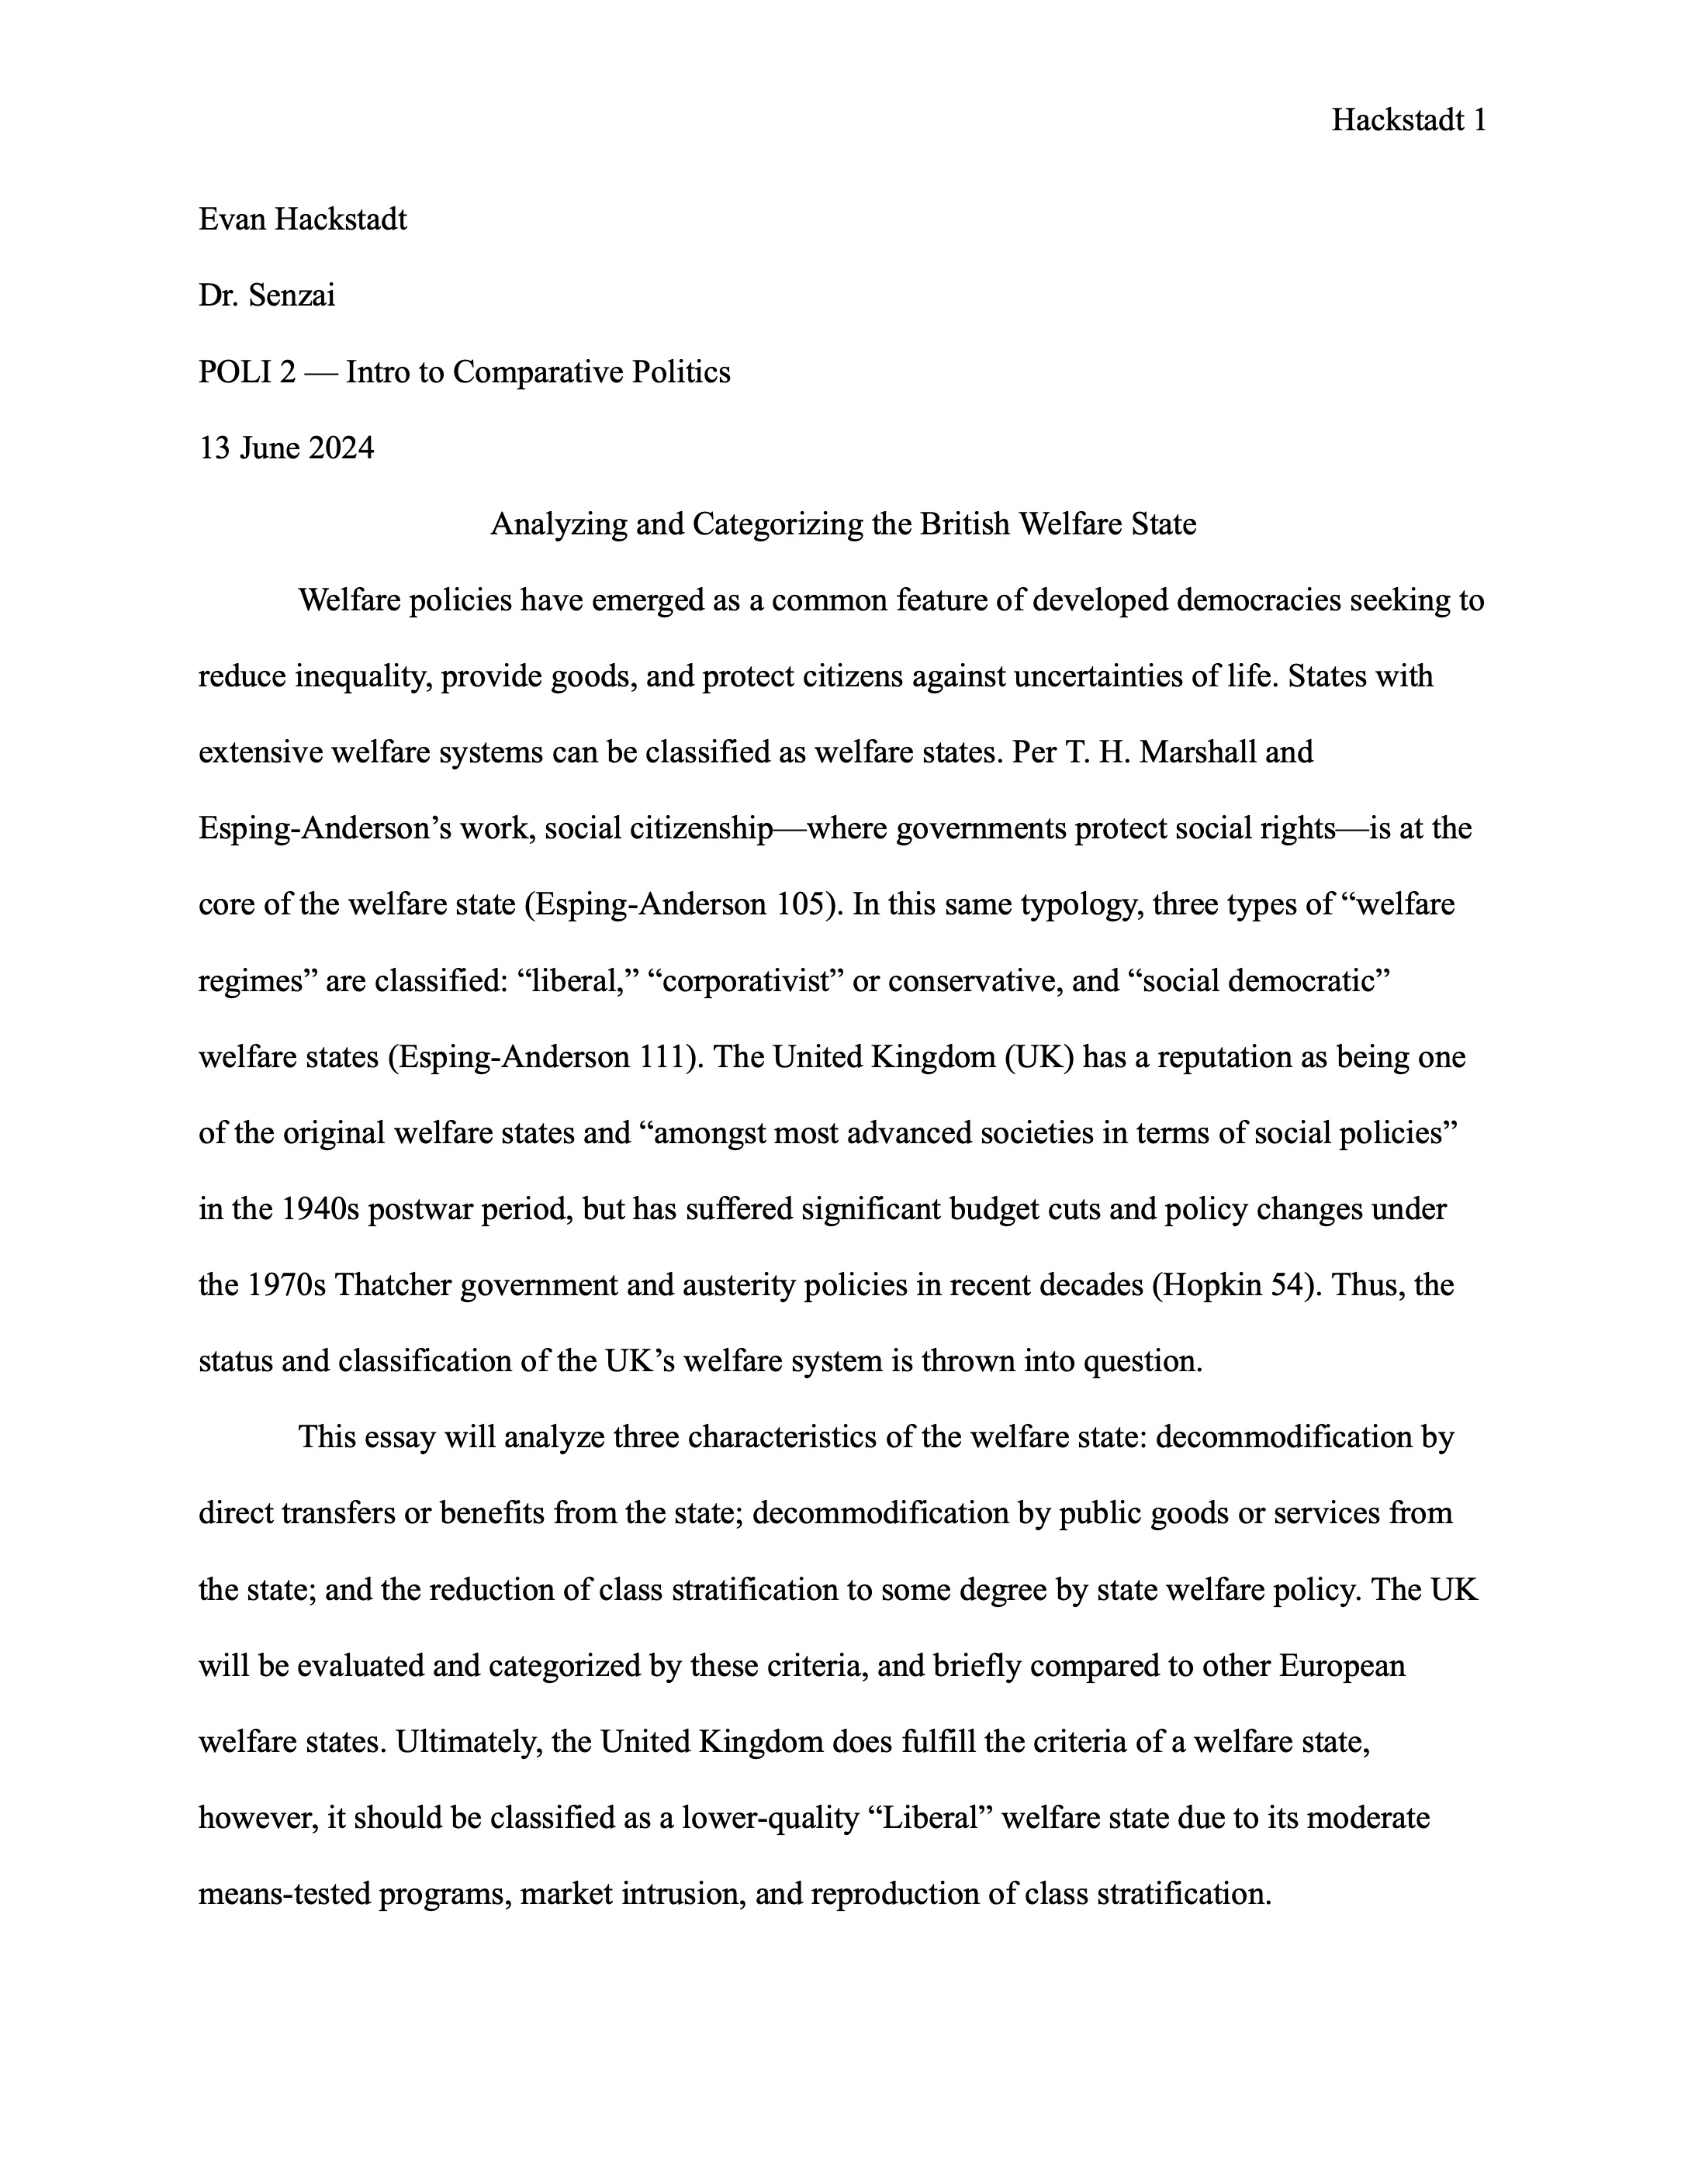 Hackstadt 1
Evan Hackstadt
Dr. Senzai
POLI 2 — Intro to Comparative Politics
13 June 2024
Analyzing and Categorizing the British Welfare State
Welfare policies have emerged as a common feature of developed democracies seeking to
reduce inequality, provide goods, and protect citizens against uncertainties of life. States with
extensive welfare systems can be classified as welfare states. Per T. H. Marshall and
Esping-Anderson’s work, social citizenship—where governments protect social rights—is at the
core of the welfare state (Esping-Anderson 105). In this same typology, three types of “welfare
regimes” are classified: “liberal,” “corporativist” or conservative, and “social democratic”
welfare states (Esping-Anderson 111). The United Kingdom (UK) has a reputation as being one
of the original welfare states and “amongst most advanced societies in terms of social policies”
in the 1940s postwar period, but has suffered significant budget cuts and policy changes under
the 1970s Thatcher government and austerity policies in recent decades (Hopkin 54). Thus, the
status and classification of the UK’s welfare system is thrown into question.
This essay will analyze three characteristics of the welfare state: decommodification by
direct transfers or benefits from the state; decommodification by public goods or services from
the state; and the reduction of class stratification to some degree by state welfare policy. The UK
will be evaluated and categorized by these criteria, and briefly compared to other European
welfare states. Ultimately, the United Kingdom does fulfill the criteria of a welfare state,
however, it should be classified as a lower-quality “Liberal” welfare state due to its moderate
means-tested programs, market intrusion, and reproduction of class stratification.